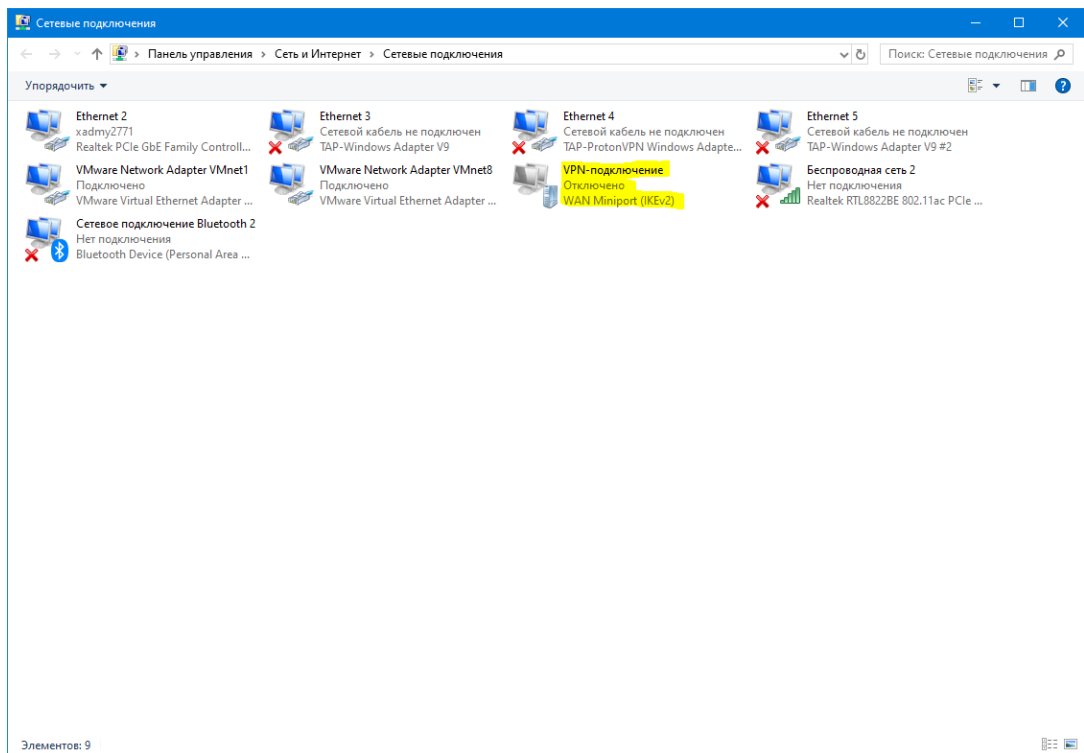 Сетевые подключения
Панель управления > Сеть и Интернет > Сетевые подключения
Поиск: Сетевые подключения
Упорядочить
Ethernet 2
xadmy2771
Realtek PCIe GbE Family Controll...
Ethernet 3
Сетевой кабель не подключен
TAP-Windows Adapter V9
Ethernet 4
Сетевой кабель не подключен
TAP-ProtonVPN Windows Adapte...
Ethernet 5
Сетевой кабель не подключен
TAP-Windows Adapter V9 #2
VMware Network Adapter VMnet1
Подключено
VMware Virtual Ethernet Adapter ...
VMware Network Adapter VMnet8
Подключено
VMware Virtual Ethernet Adapter ...
VPN-подключение
Отключено
WAN Miniport (IKEv2)
Беспроводная сеть 2
Нет подключения
Realtek RTL8822BE 802.11ac PCIe ...
Сетевое подключение Bluetooth 2
Нет подключения
Bluetooth Device (Personal Area ...
Элементов: 9